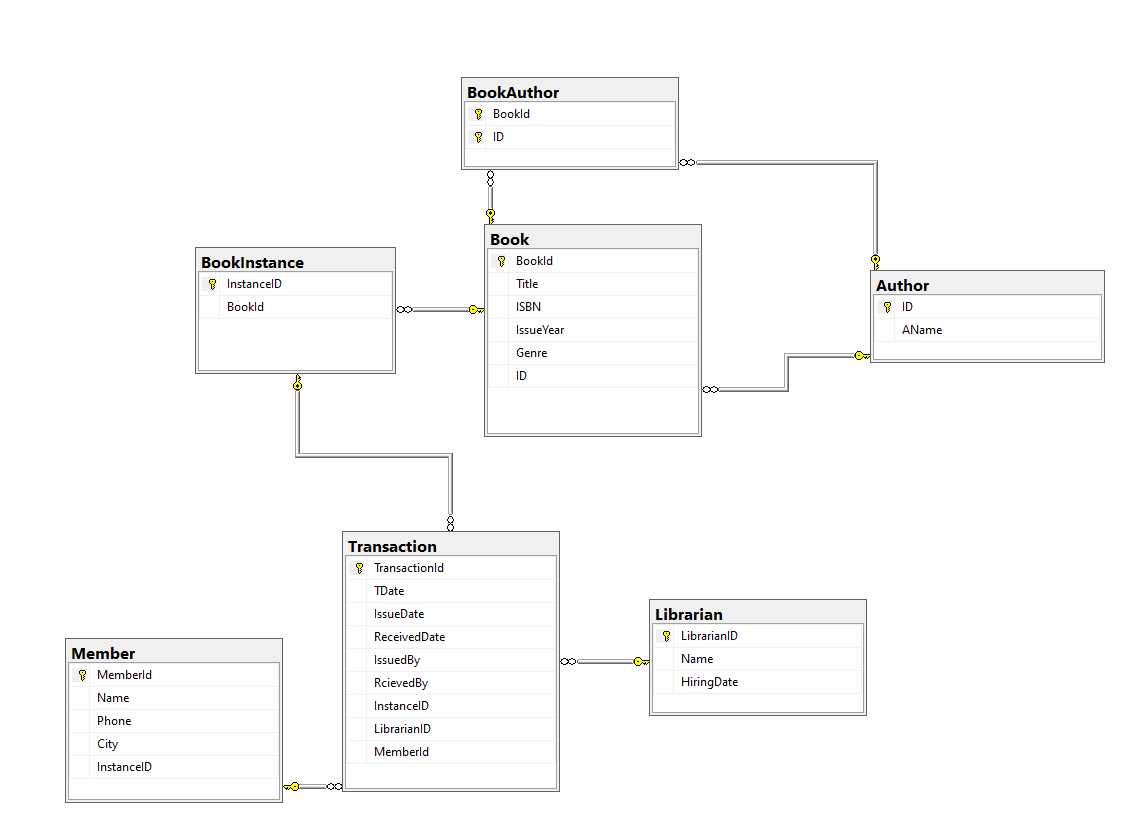 BookAuthor
BookId
ID
Book
BookId
Title
ISBN
IssueYear
Genre
ID
BookInstance
InstanceID
BookId
Author
ID
AName
Transaction
TransactionId
TDate
IssueDate
ReceivedDate
IssuedBy
RcievedBy
InstanceID
LibrarianID
MemberId
Librarian
LibrarianID
Name
HiringDate
Member
MemberId
Name
Phone
City
InstanceID